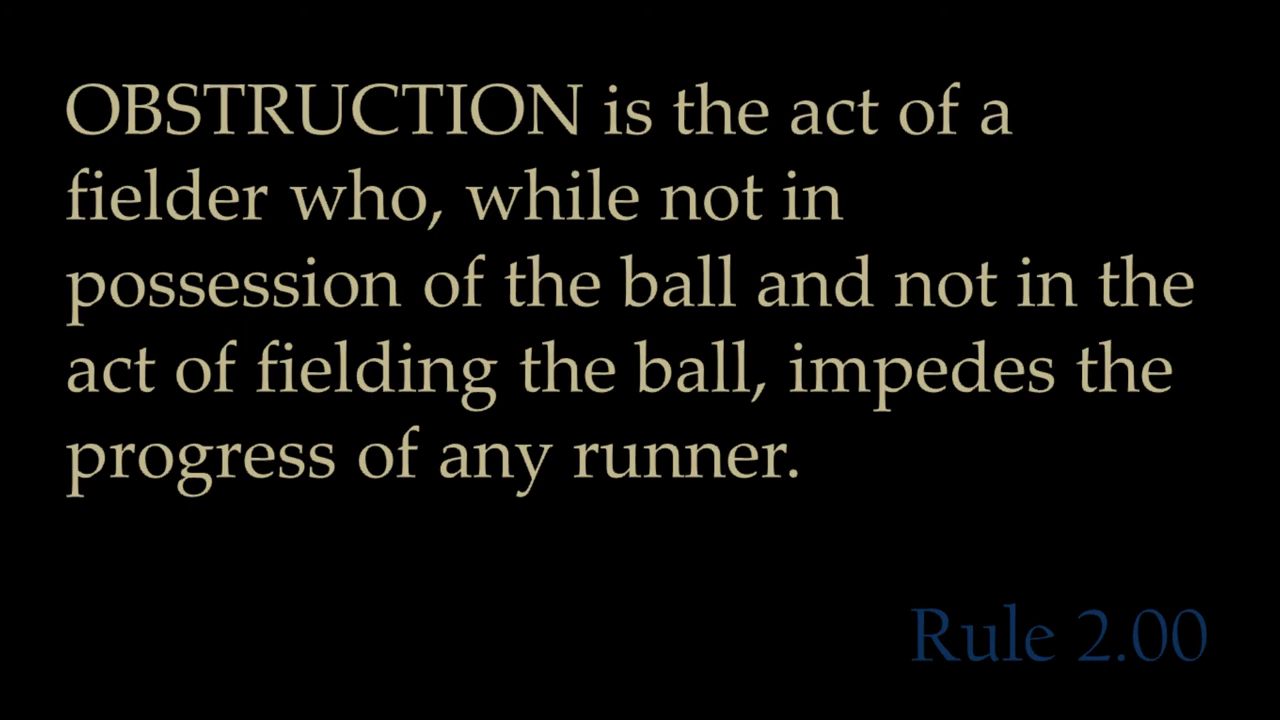 OBSTRUCTION is the act of a
fielder who, while not in
possession of the ball and not in the
act of fielding the ball, impedes the
progress of any runner.
Rule 2.00